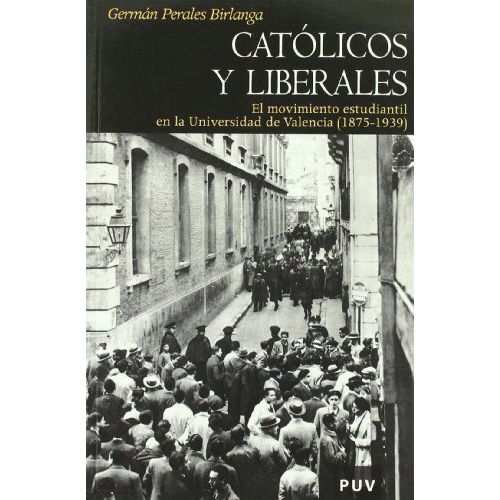 Germán Perales Birlanga
CATÓLICOS
Y LIBERALES
El movimiento estudiantil
en la Universidad de Valencia (1875-1939)
PUV